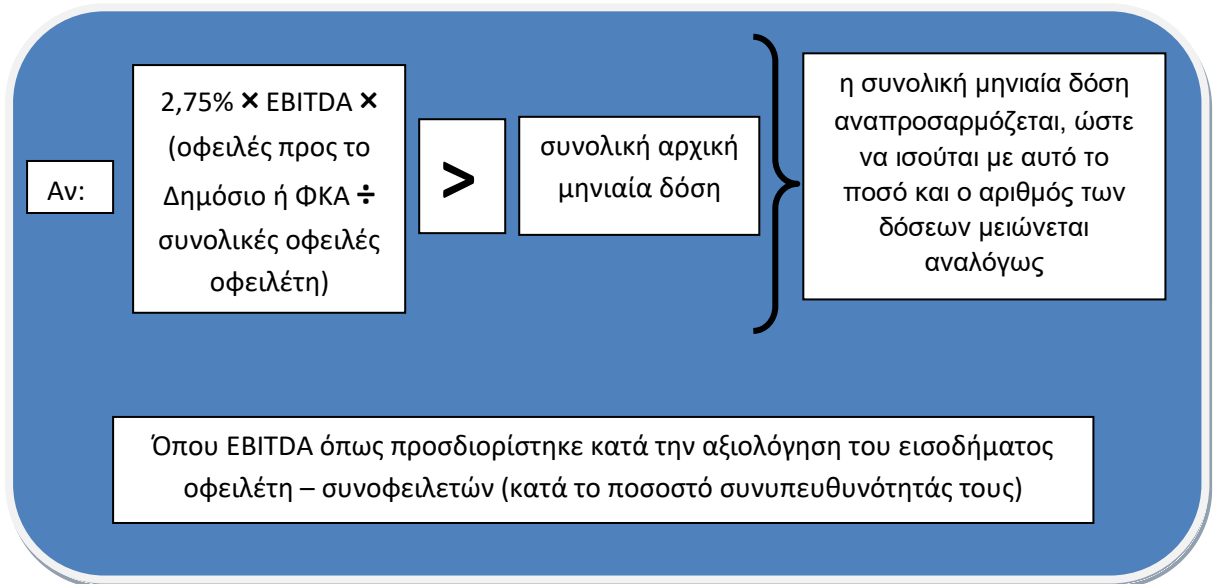 Αν:
2,75% × EBITDA ×
(οφειλές προς το
Δημόσιο ή ΦΚΑ ÷
συνολικές οφειλές
οφειλέτη)
>
συνολική αρχική
μηνιαία δόση
η συνολική μηνιαία δόση
αναπροσαρμόζεται, ώστε
να ισούται με αυτό το
ποσό και ο αριθμός των
δόσεων μειώνεται
αναλόγως
Όπου EBITDA όπως προσδιορίστηκε κατά την αξιολόγηση του εισοδήματος
οφειλέτη – συνοφειλετών (κατά το ποσοστό συνυπευθυνότητάς τους)